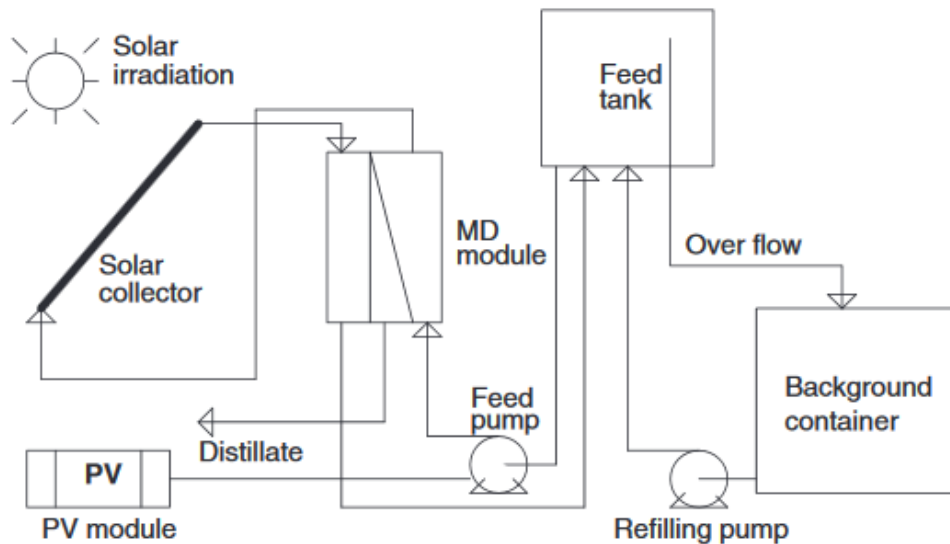 Solar
irradiation
Feed
tank
MD
module
Over flow
Solar
collector
Background
container
Feed
pump
Distillate
PV
PV module
Refilling pump